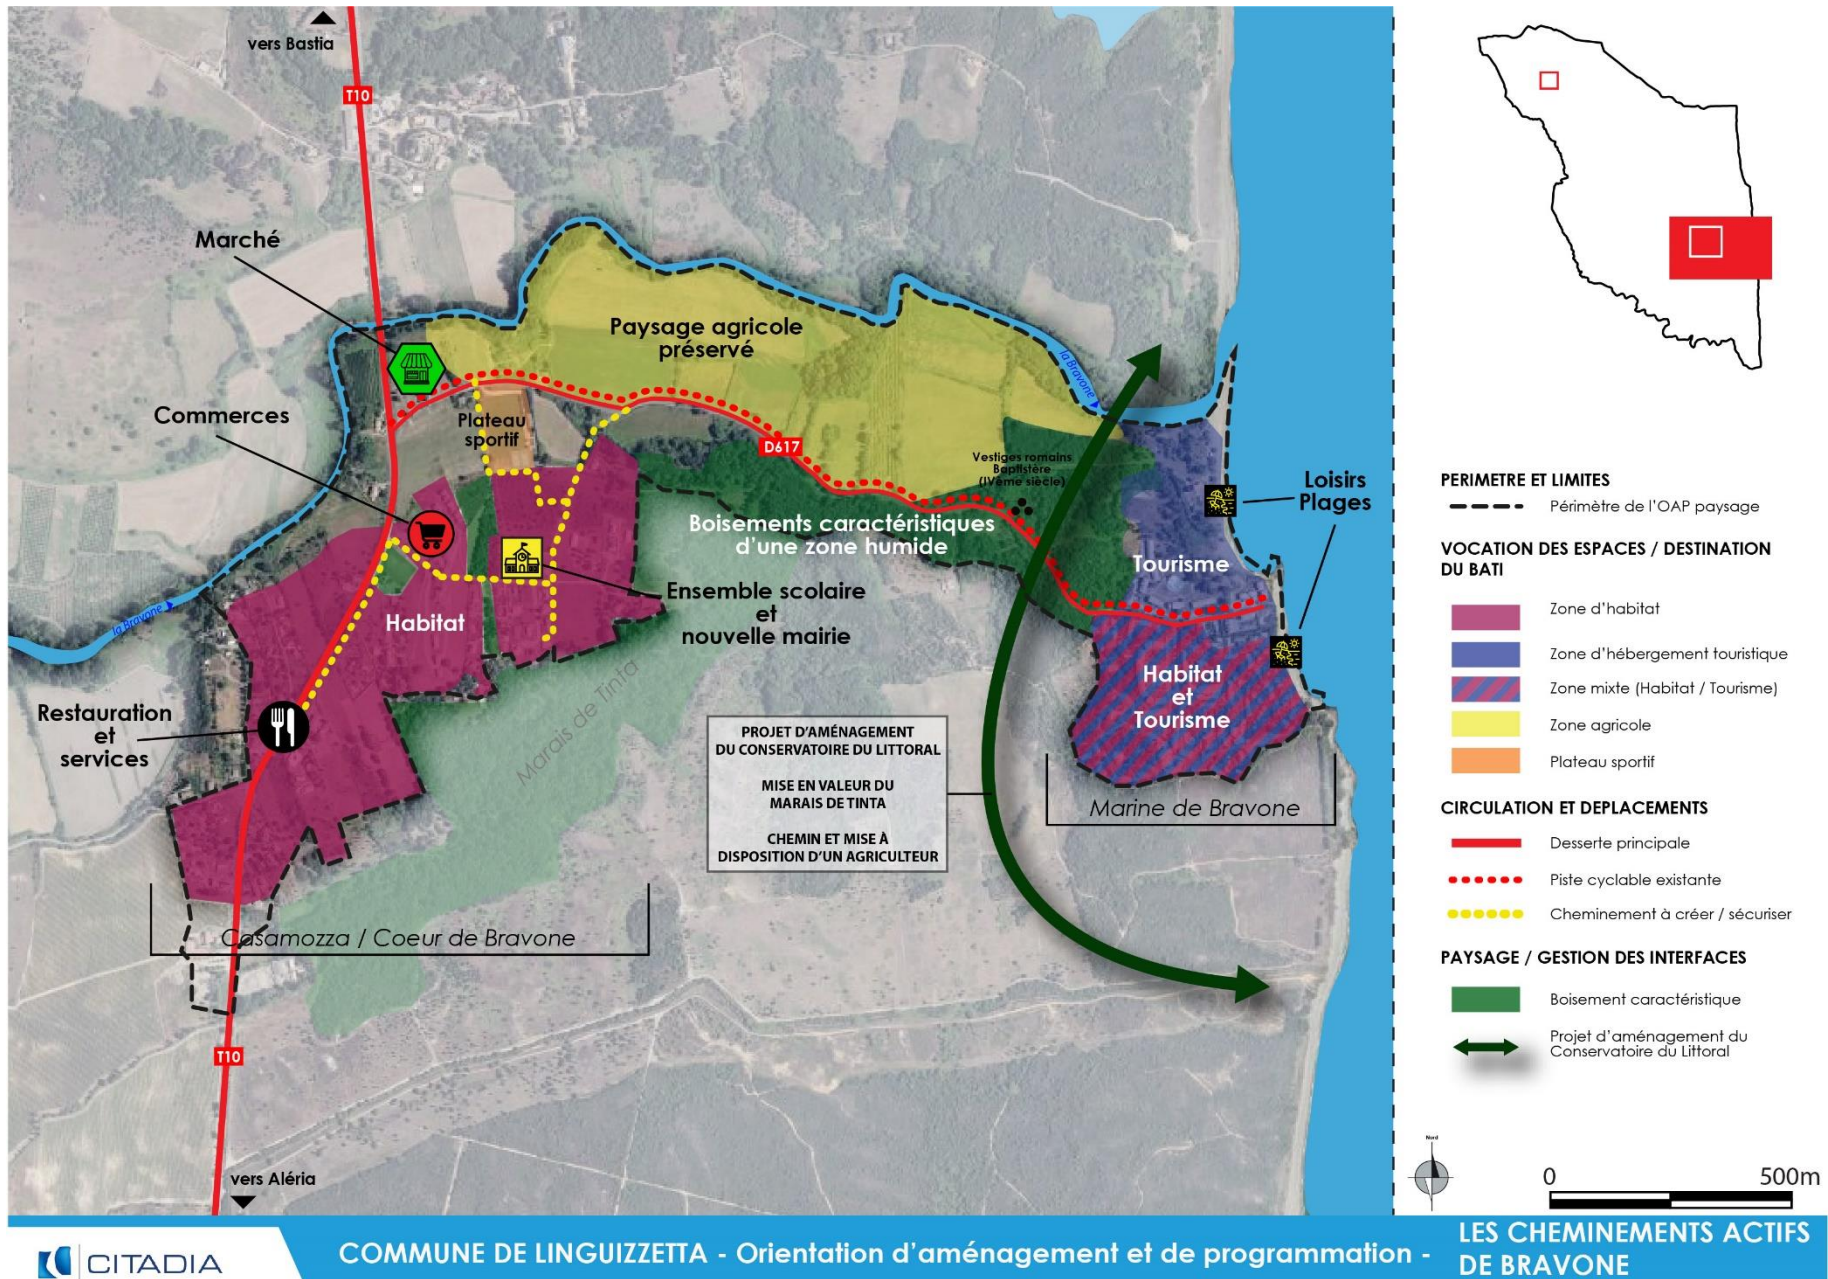 vers Bastia
T10
Marché
Paysage agricole
préservé
la Bravone
Commerces
Plateau
sportif
D617
Vestiges romains
Baptistère
(IVème siècle)
Loisirs
Plages
Boisements caractéristiques
d'une zone humide
Tourisme
Ensemble scolaire
et
nouvelle mairie
la Bravone
Habitat
Marais de Tinta
Habitat
et
Tourisme
Restauration
et
services
PROJET D'AMÉNAGEMENT
DU CONSERVATOIRE DU LITTORAL
MISE EN VALEUR DU
MARAIS DE TINTA
CHEMIN ET MISE À
DISPOSITION D'UN AGRICULTEUR
Marine de Bravone
Casamozza / Coeur de Bravone
T10
vers Aléria
PERIMETRE ET LIMITES
Périmètre de l'OAP paysage
VOCATION DES ESPACES / DESTINATION
DU BATI
Zone d'habitat
Zone d'hébergement touristique
Zone mixte (Habitat / Tourisme)
Zone agricole
Plateau sportif
CIRCULATION ET DEPLACEMENTS
Desserte principale
Piste cyclable existante
Cheminement à créer / sécuriser
PAYSAGE / GESTION DES INTERFACES
Boisement caractéristique
Projet d'aménagement du
Conservatoire du Littoral
Nord
0 500m
CITADIA
COMMUNE DE LINGUIZZETTA - Orientation d'aménagement et de programmation -
LES CHEMINEMENTS ACTIFS
DE BRAVONE